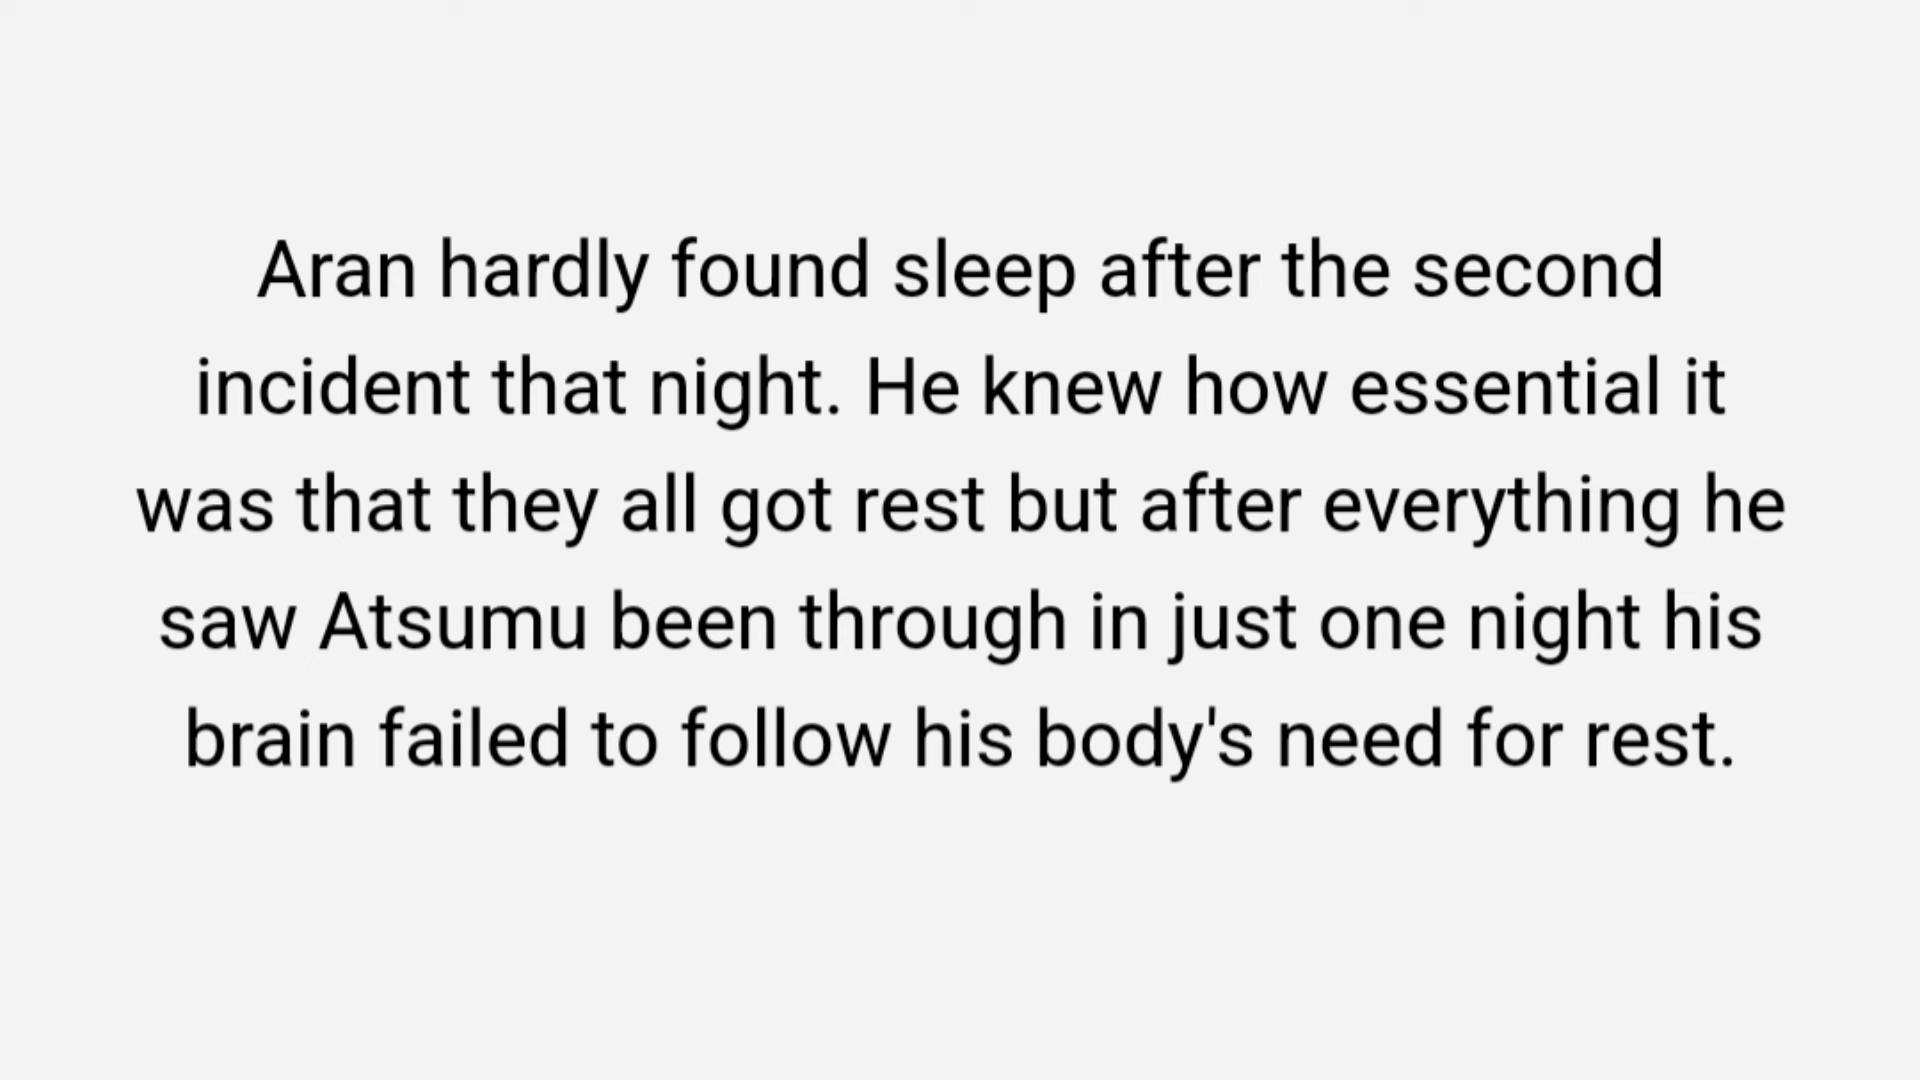 Aran hardly found sleep after the second
incident that night. He knew how essential it
was that they all got rest but after everything he
saw Atsumu been through in just one night his
brain failed to follow his body's need for rest.